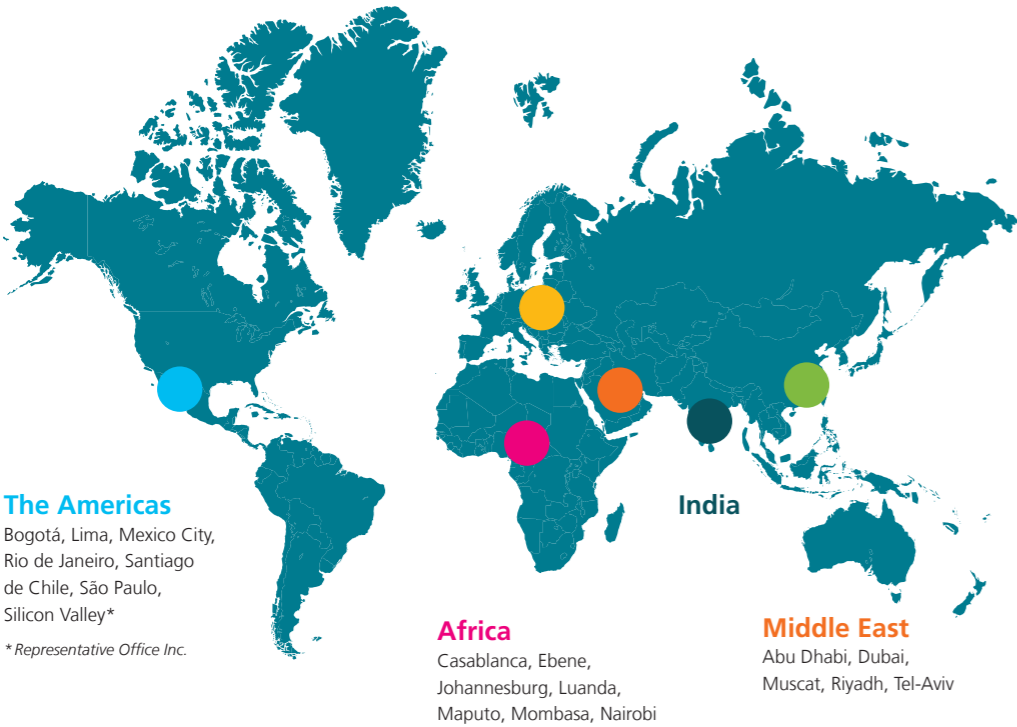 The Americas
Bogotá, Lima, Mexico City,
Rio de Janeiro, Santiago
de Chile, São Paulo,
Silicon Valley*
*Representative Office Inc.
Africa
Casablanca, Ebene,
Johannesburg, Luanda,
Maputo, Mombasa, Nairobi
India
Middle East
Abu Dhabi, Dubai,
Muscat, Riyadh, Tel-Aviv